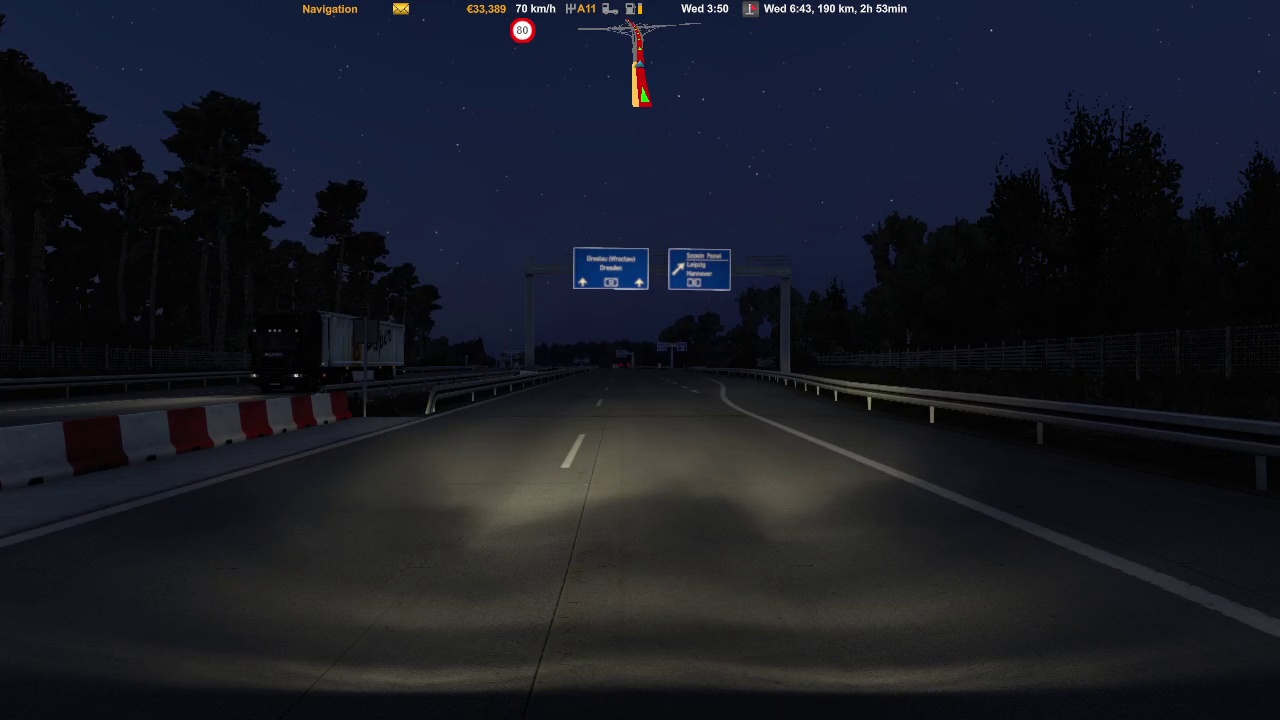 Navigation €33,389 70 km/h A11 Wed 3:50 Wed 6:43, 190 km, 2h 53min
80
Breslau (Wrocław)
Dresden
Leipzig
Hannover